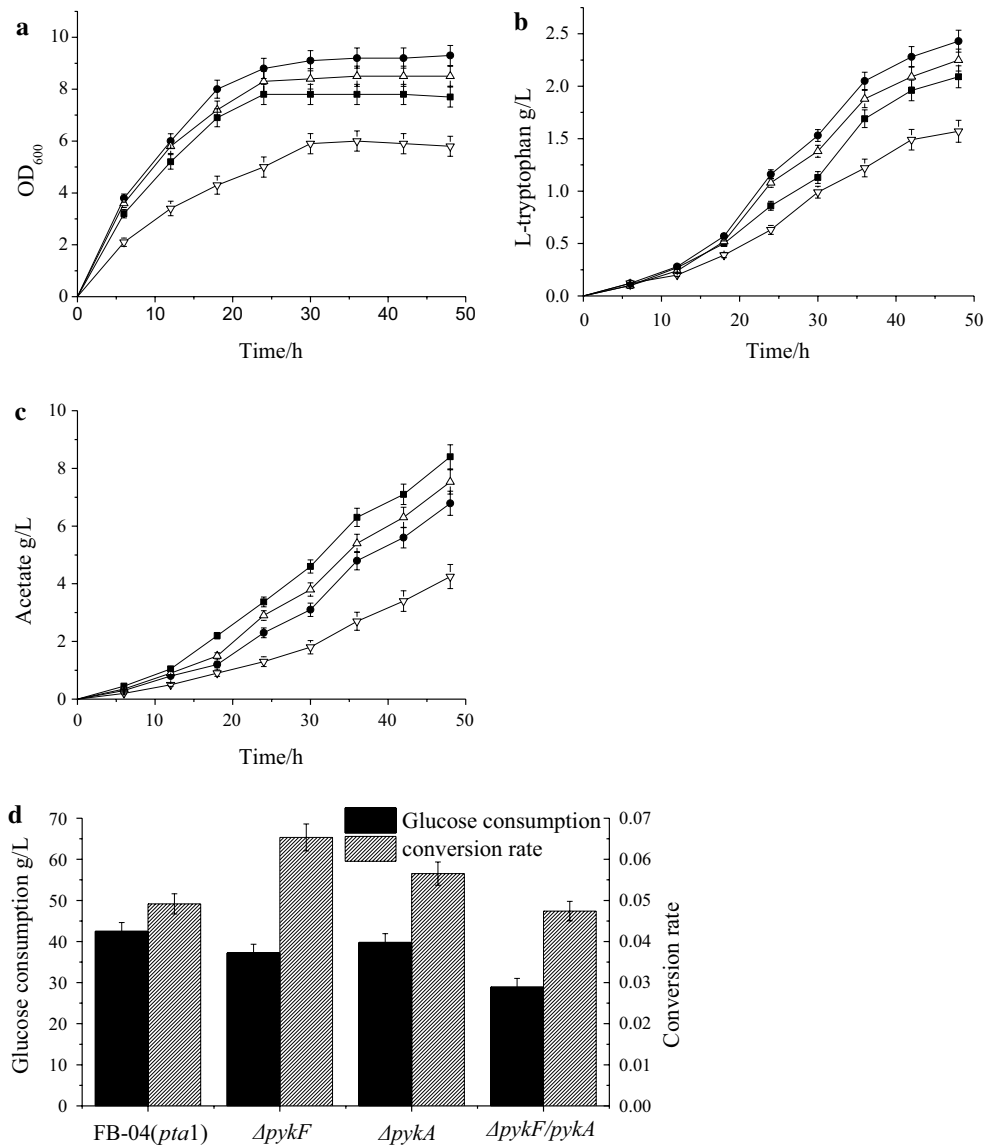 a
10
8
6
4
2
0
OD600
0 10 20 30 40 50
Time/h
b
2.5
2.0
1.5
1.0
0.5
0.0
L-tryptophan g/L
0 10 20 30 40 50
Time/h
c
10
8
6
4
2
0
Acetate g/L
0 10 20 30 40 50
Time/h
d
Glucose consumption
conversion rate
70
60
50
40
30
20
10
0
Glucose consumption g/L
0.07
0.06
0.05
0.04
0.03
0.02
0.01
0.00
Conversion rate
FB-04(pta1) ΔpykF ΔpykA ΔpykF/pykA